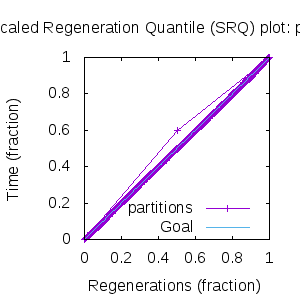 caled Regeneration Quantile (SRQ) plot: p
1
0.8
0.6
0.4
0.2
0
0 0.2 0.4 0.6 0.8 1
Time (fraction)
partitions
Goal
Regenerations (fraction)